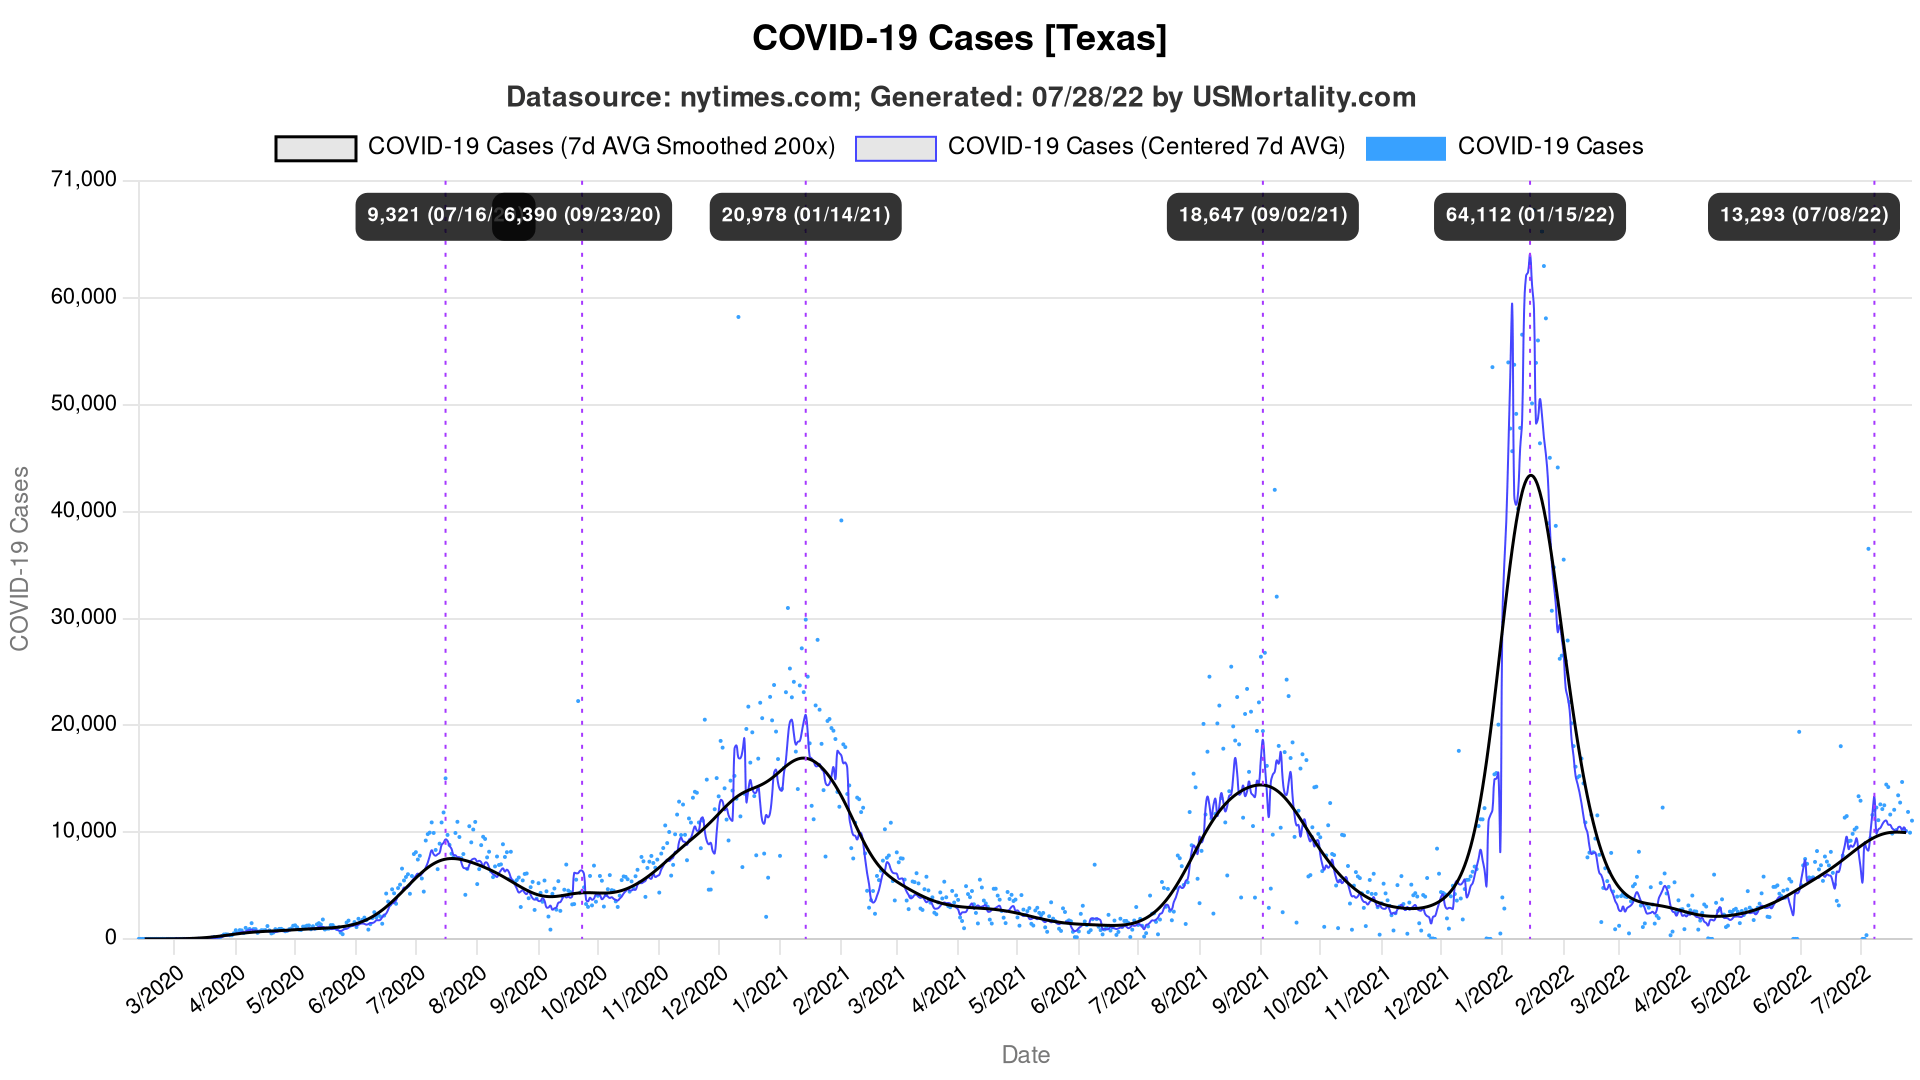 COVID-19 Cases [Texas]
Datasource: nytimes.com; Generated: 07/28/22 by USMortality.com
COVID-19 Cases (7d AVG Smoothed 200x) COVID-19 Cases (Centered 7d AVG) COVID-19 Cases
71,000
9,321 (07/16/ 6,390 (09/23/20) 20,978 (01/14/21) 18,647 (09/02/21) 64,112 (01/15/22) 13,293 (07/08/22)
60,000
50,000
40,000
30,000
20,000
10,000
0
COVID-19 Cases
3/2020 4/2020 5/2020 6/2020 7/2020 8/2020 9/2020 10/2020 11/2020 12/2020 1/2021 2/2021 3/2021 4/2021 5/2021 6/2021 7/2021 8/2021 9/2021 10/2021 11/2021 12/2021 1/2022 2/2022 3/2022 4/2022 5/2022 6/2022 7/2022
Date